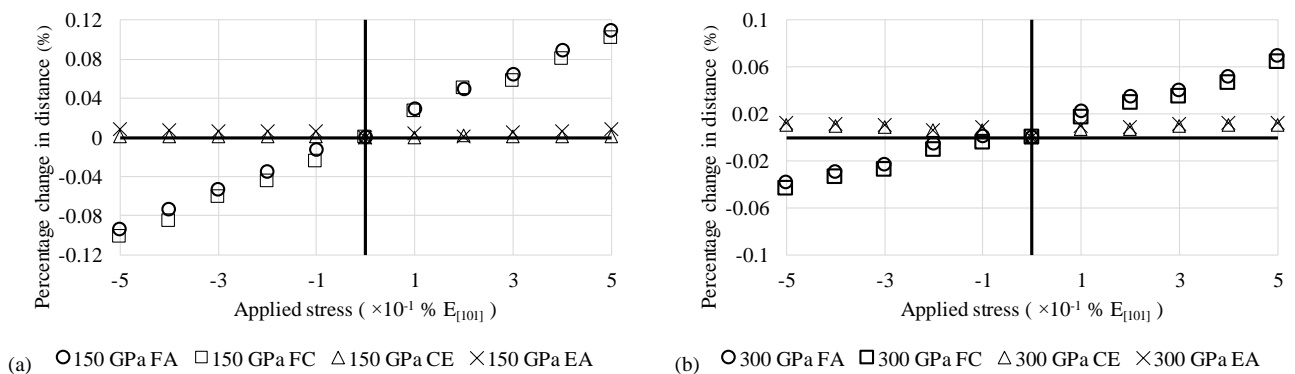 Percentage change in distance (%)
0.12
0.08
0.04
0
-0.04
-0.08
-0.12
-5 -3 -1 1 3 5
Applied stress ( ×10⁻¹ % E[101] )
(a) 150 GPa FA 150 GPa FC 150 GPa CE 150 GPa EA
Percentage change in distance (%)
0.1
0.06
0.02
-0.02
-0.06
-0.1
-5 -3 -1 1 3 5
Applied stress ( ×10⁻¹ % E[101] )
(b) 300 GPa FA 300 GPa FC 300 GPa CE 300 GPa EA